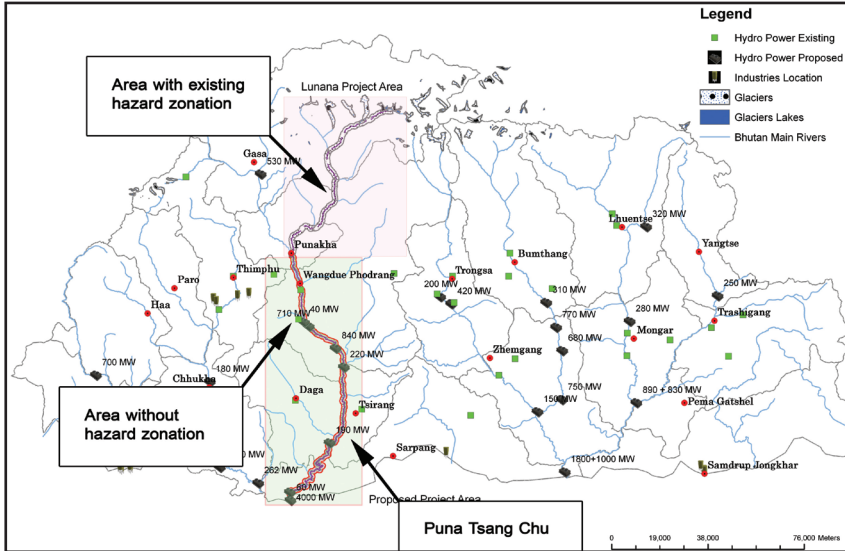 Legend
Hydro Power Existing
Hydro Power Proposed
Industries Location
Glaciers
Glaciers Lakes
Bhutan Main Rivers
Area with existing
hazard zonation
Lunana Project Area
Gasa
530 MW
Lhuentse
320 MW
Punakha
Bumthang
Yangtse
Thimphu
Wangdue Phodrang
Trongsa
Paro
200 MW
420 MW
310 MW
250 MW
Haa
710 MW
40 MW
770 MW
280 MW
Trashigang
840 MW
680 MW
Mongar
220 MW
Zhemgang
700 MW
Chhukha
180 MW
Area without
hazard zonation
Daga
Tsirang
750 MW
150 MW
890 + 830 MW
Pema Gatshel
190 MW
Sarpang
262 MW
1800+1000 MW
Samdrup Jongkhar
60 MW
4000 MW
Proposed Project Area
Puna Tsang Chu
0 19,000 38,000 76,000 Meters